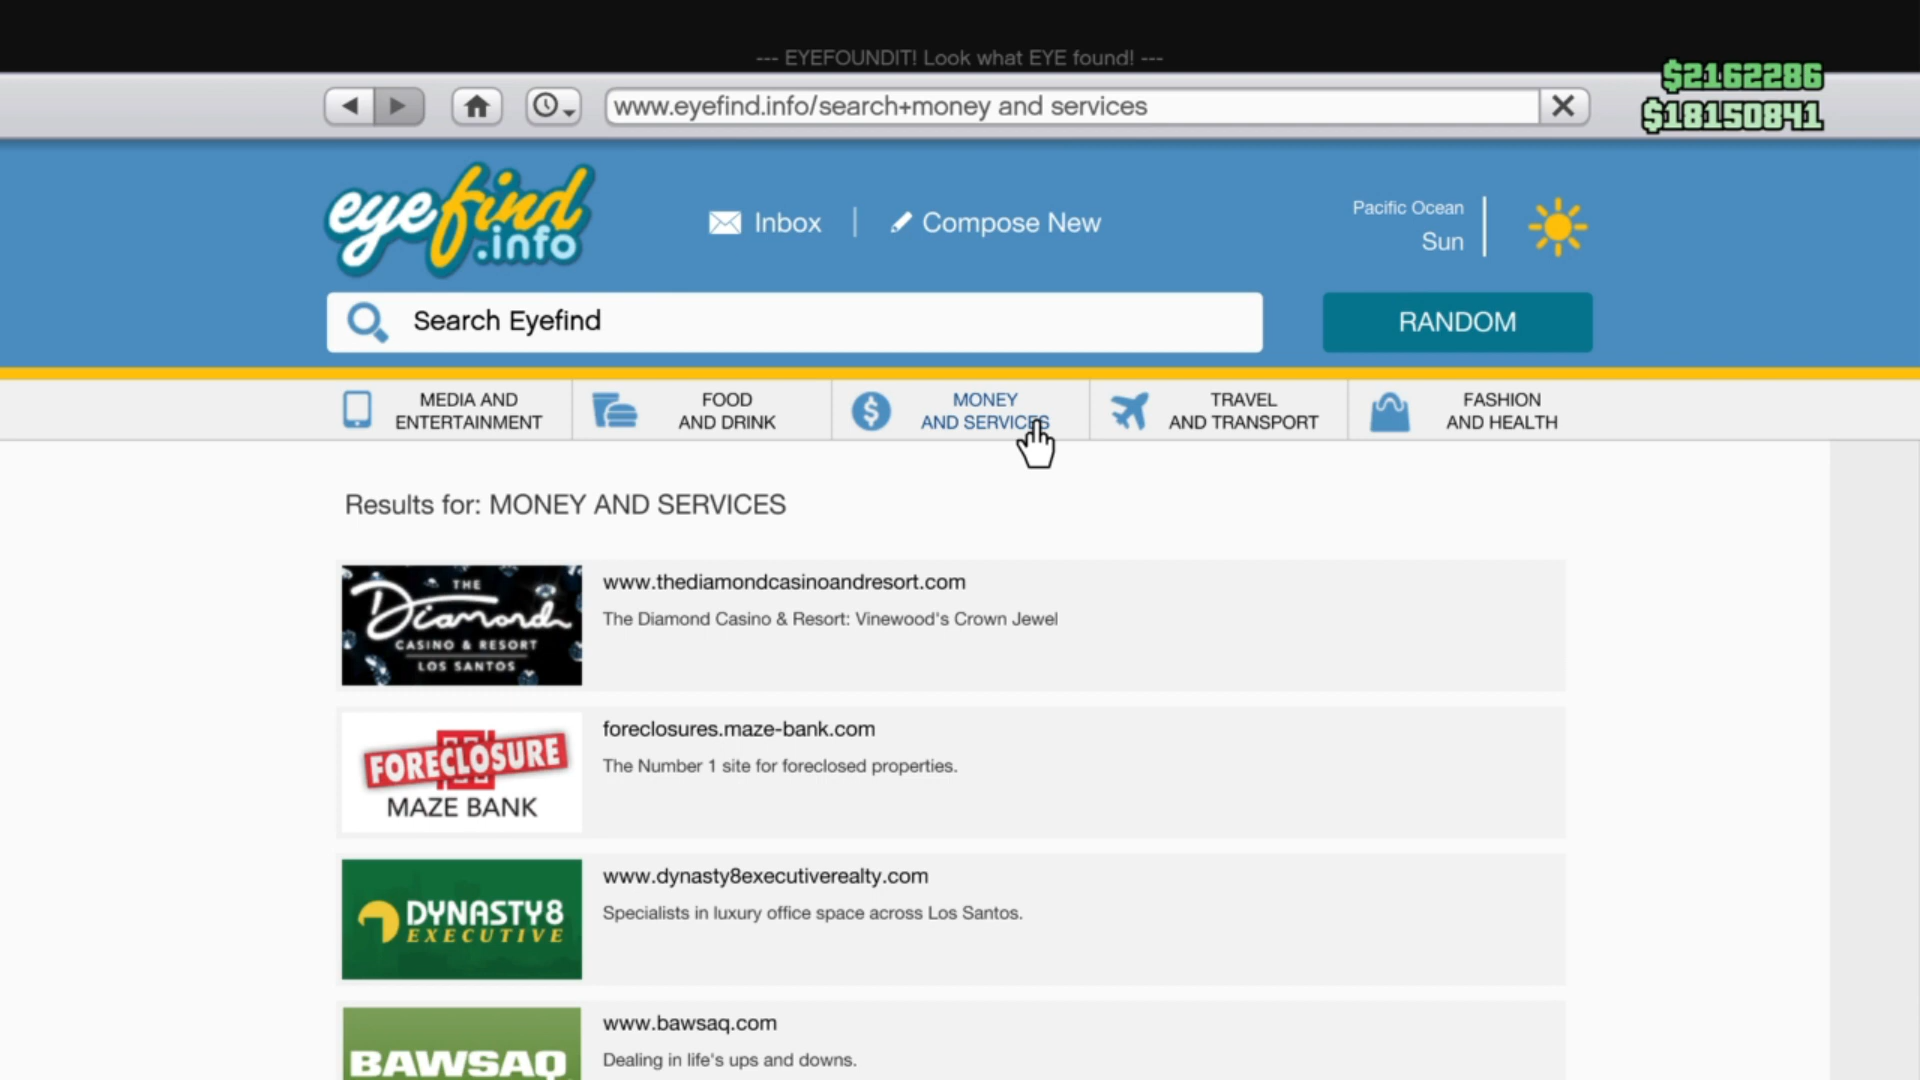 --- EYEFOUNDIT! Look what EYE found! ---
$2162286
www.eyefind.info/search+money and services
$18150841
eyefind
.info
Inbox
Compose New
Pacific Ocean
Sun
Search Eyefind
RANDOM
MEDIA AND
ENTERTAINMENT
FOOD
AND DRINK
MONEY
AND SERVICES
TRAVEL
AND TRANSPORT
FASHION
AND HEALTH
Results for: MONEY AND SERVICES
THE
Diamond
CASINO & RESORT
LOS SANTOS
www.thediamondcasinoandresort.com
The Diamond Casino & Resort: Vinewood's Crown Jewel
FORECLOSURE
MAZE BANK
foreclosures.maze-bank.com
The Number 1 site for foreclosed properties.
DYNASTY8
EXECUTIVE
www.dynasty8executiverealty.com
Specialists in luxury office space across Los Santos.
BAWSAQ
www.bawsaq.com
Dealing in life's ups and downs.